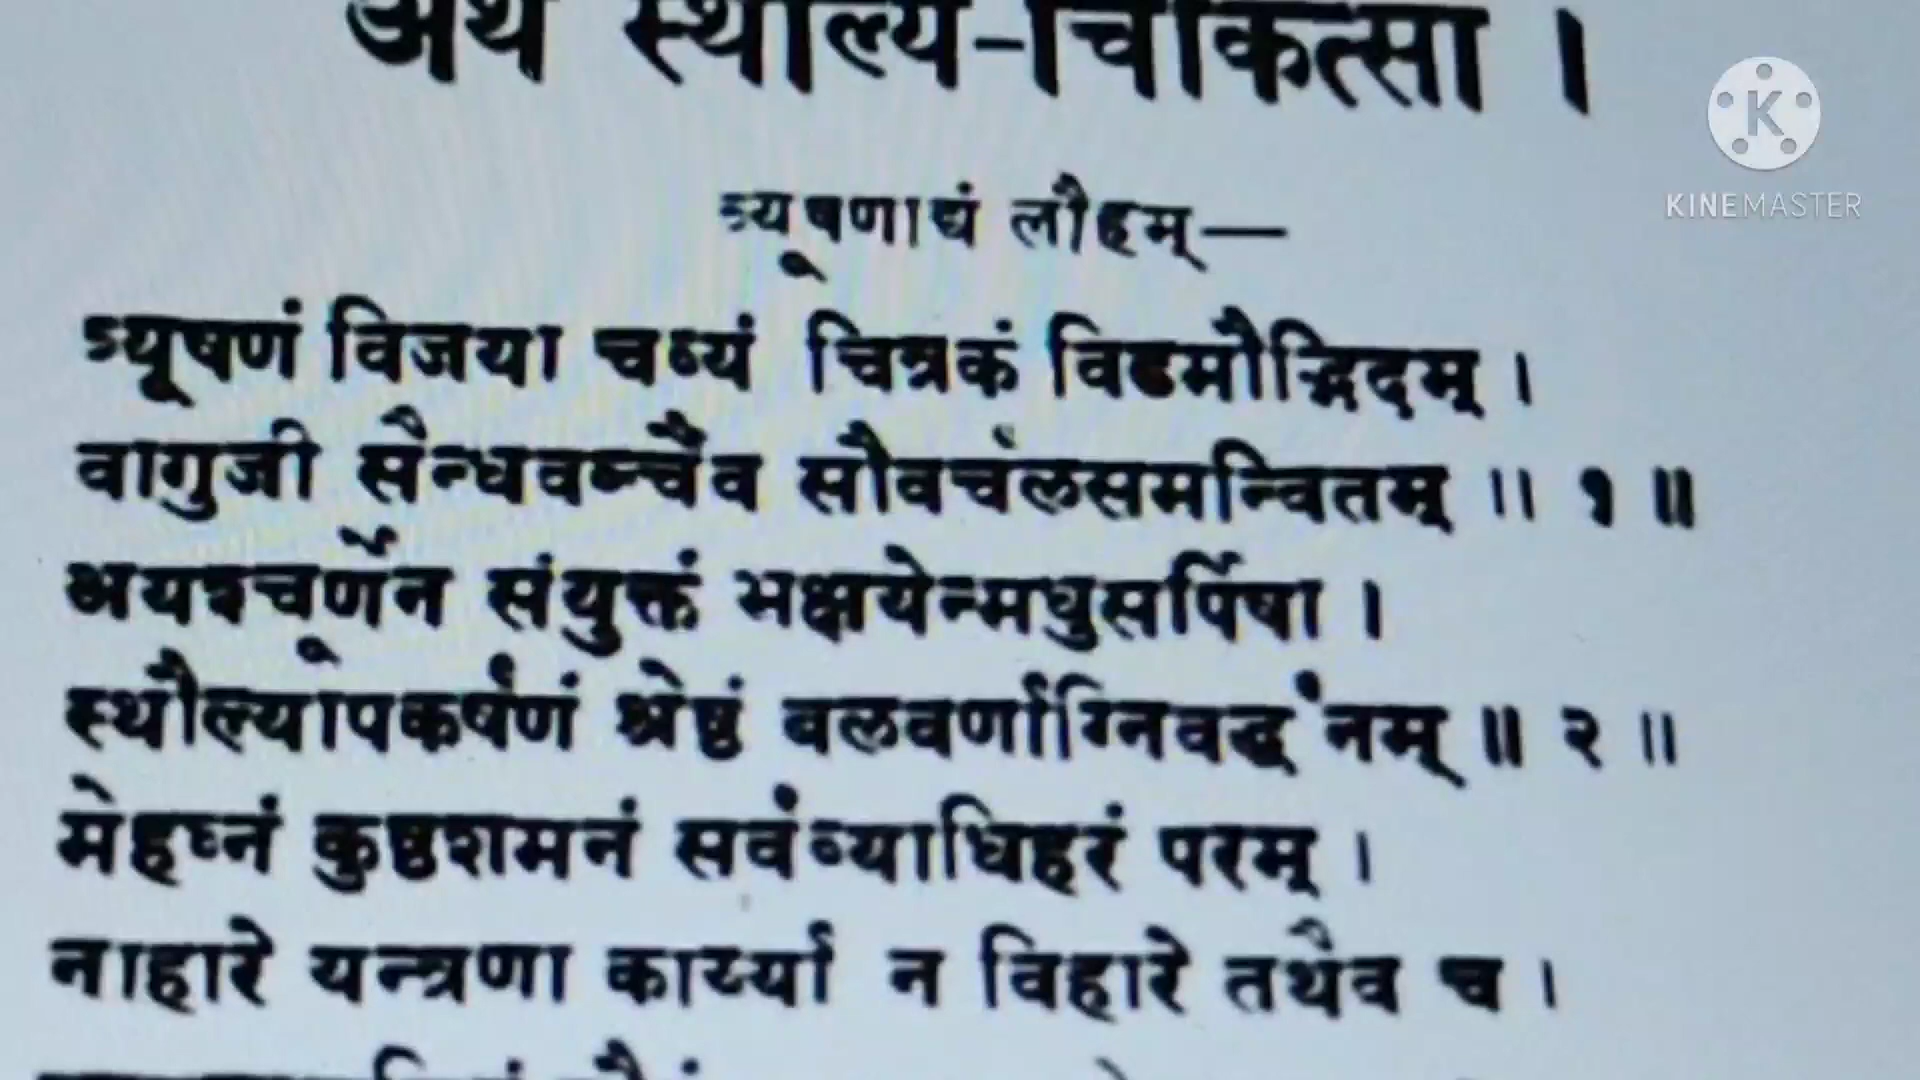 अथ स्थौल्य-चिकित्सा ।
K
KINEMASTER
त्र्यूषणाद्यं लौहम्—
त्र्यूषणं विजया चव्यं चित्रकं विडमौद्भिदम् ।
वागुजी सैन्धवञ्चैव सौवर्चलसमन्वितम् ॥ १ ॥
अयश्चूर्णेन संयुक्तं भक्षयेन्मधुसर्पिषा ।
स्थौल्यापकर्षणं श्रेष्ठं बलवर्णाग्निवर्द्धनम् ॥ २ ॥
मेहघ्नं कुष्ठशमनं सर्वव्याधिहरं परम् ।
नाहारे यन्त्रणा कार्य्या न विहारे तथैव च ।